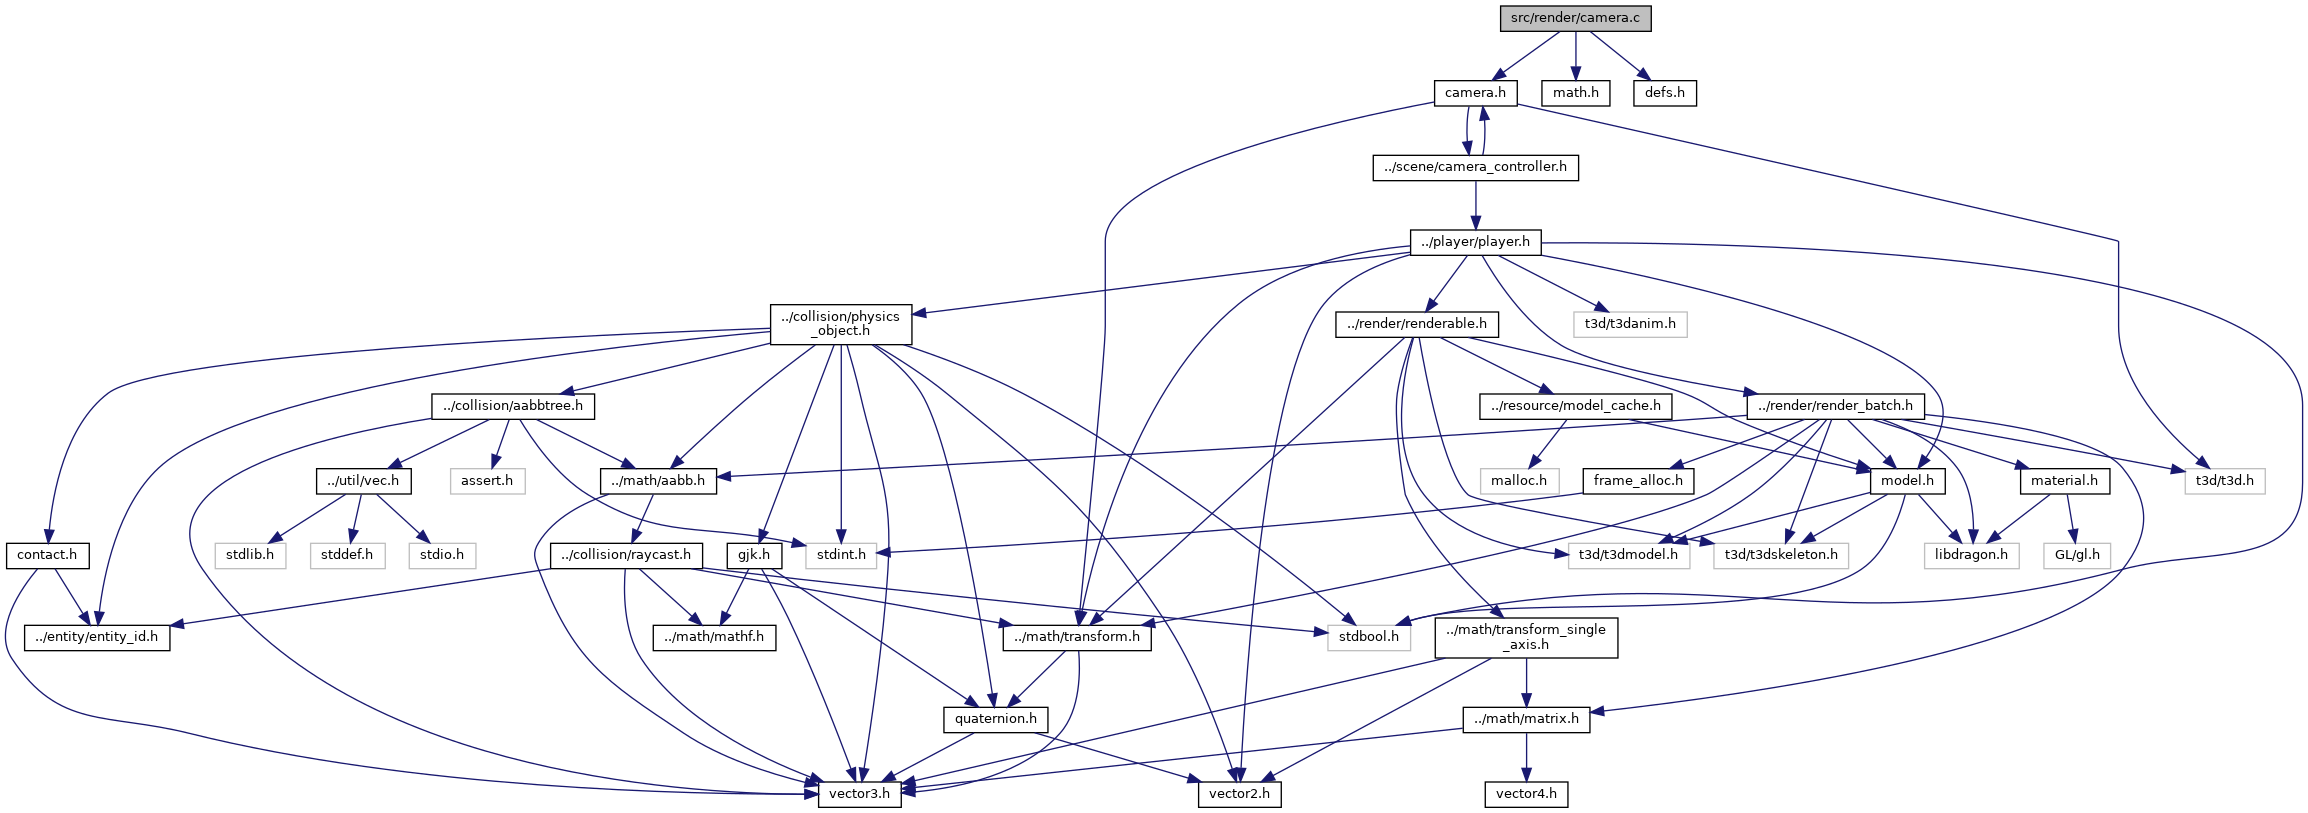 src/render/camera.c
camera.h
math.h
defs.h
../scene/camera_controller.h
../player/player.h
../collision/physics
_object.h
../render/renderable.h
t3d/t3danim.h
../collision/aabbtree.h
../resource/model_cache.h
../render/render_batch.h
../util/vec.h
assert.h
../math/aabb.h
malloc.h
frame_alloc.h
model.h
material.h
t3d/t3d.h
contact.h
stdlib.h
stddef.h
stdio.h
../collision/raycast.h
gjk.h
stdint.h
t3d/t3dmodel.h
t3d/t3dskeleton.h
libdragon.h
GL/gl.h
../entity/entity_id.h
../math/mathf.h
../math/transform.h
stdbool.h
../math/transform_single
_axis.h
quaternion.h
../math/matrix.h
vector3.h
vector2.h
vector4.h